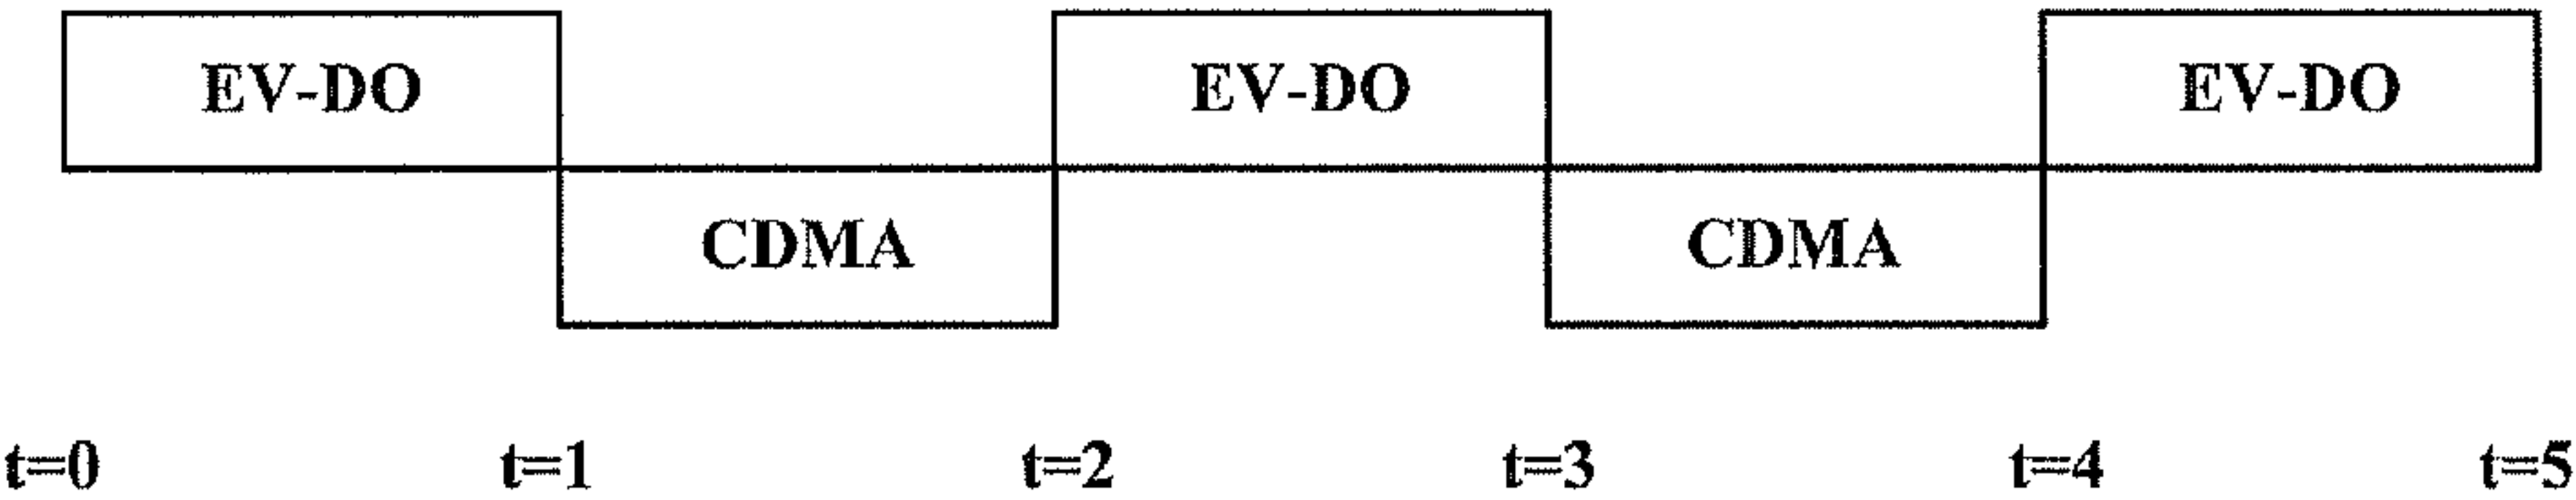 EV-DO EV-DO EV-DO
CDMA CDMA
t=0 t=1 t=2 t=3 t=4 t=5